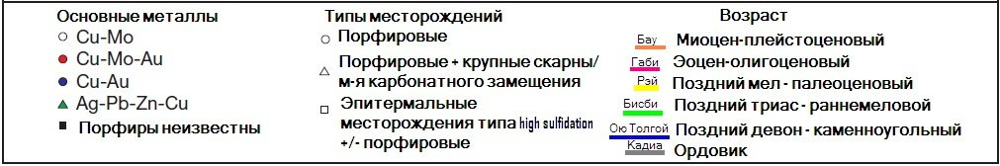 Основные металлы
Cu-Mo
Cu-Mo-Au
Cu-Au
Ag-Pb-Zn-Cu
Порфиры неизвестны
Типы месторождений
Порфировые
Порфировые + крупные скарны/
м-я карбонатного замещения
Эпитермальные
месторождения типа high sulfidation
+/- порфировые
Возраст
Бау Миоцен-плейстоценовый
Габи Эоцен-олигоценовый
Рэй Поздний мел - палеоценовый
Бисби Поздний триас - раннемеловой
Ою Толгой Поздний девон - каменноугольный
Кадиа Ордовик